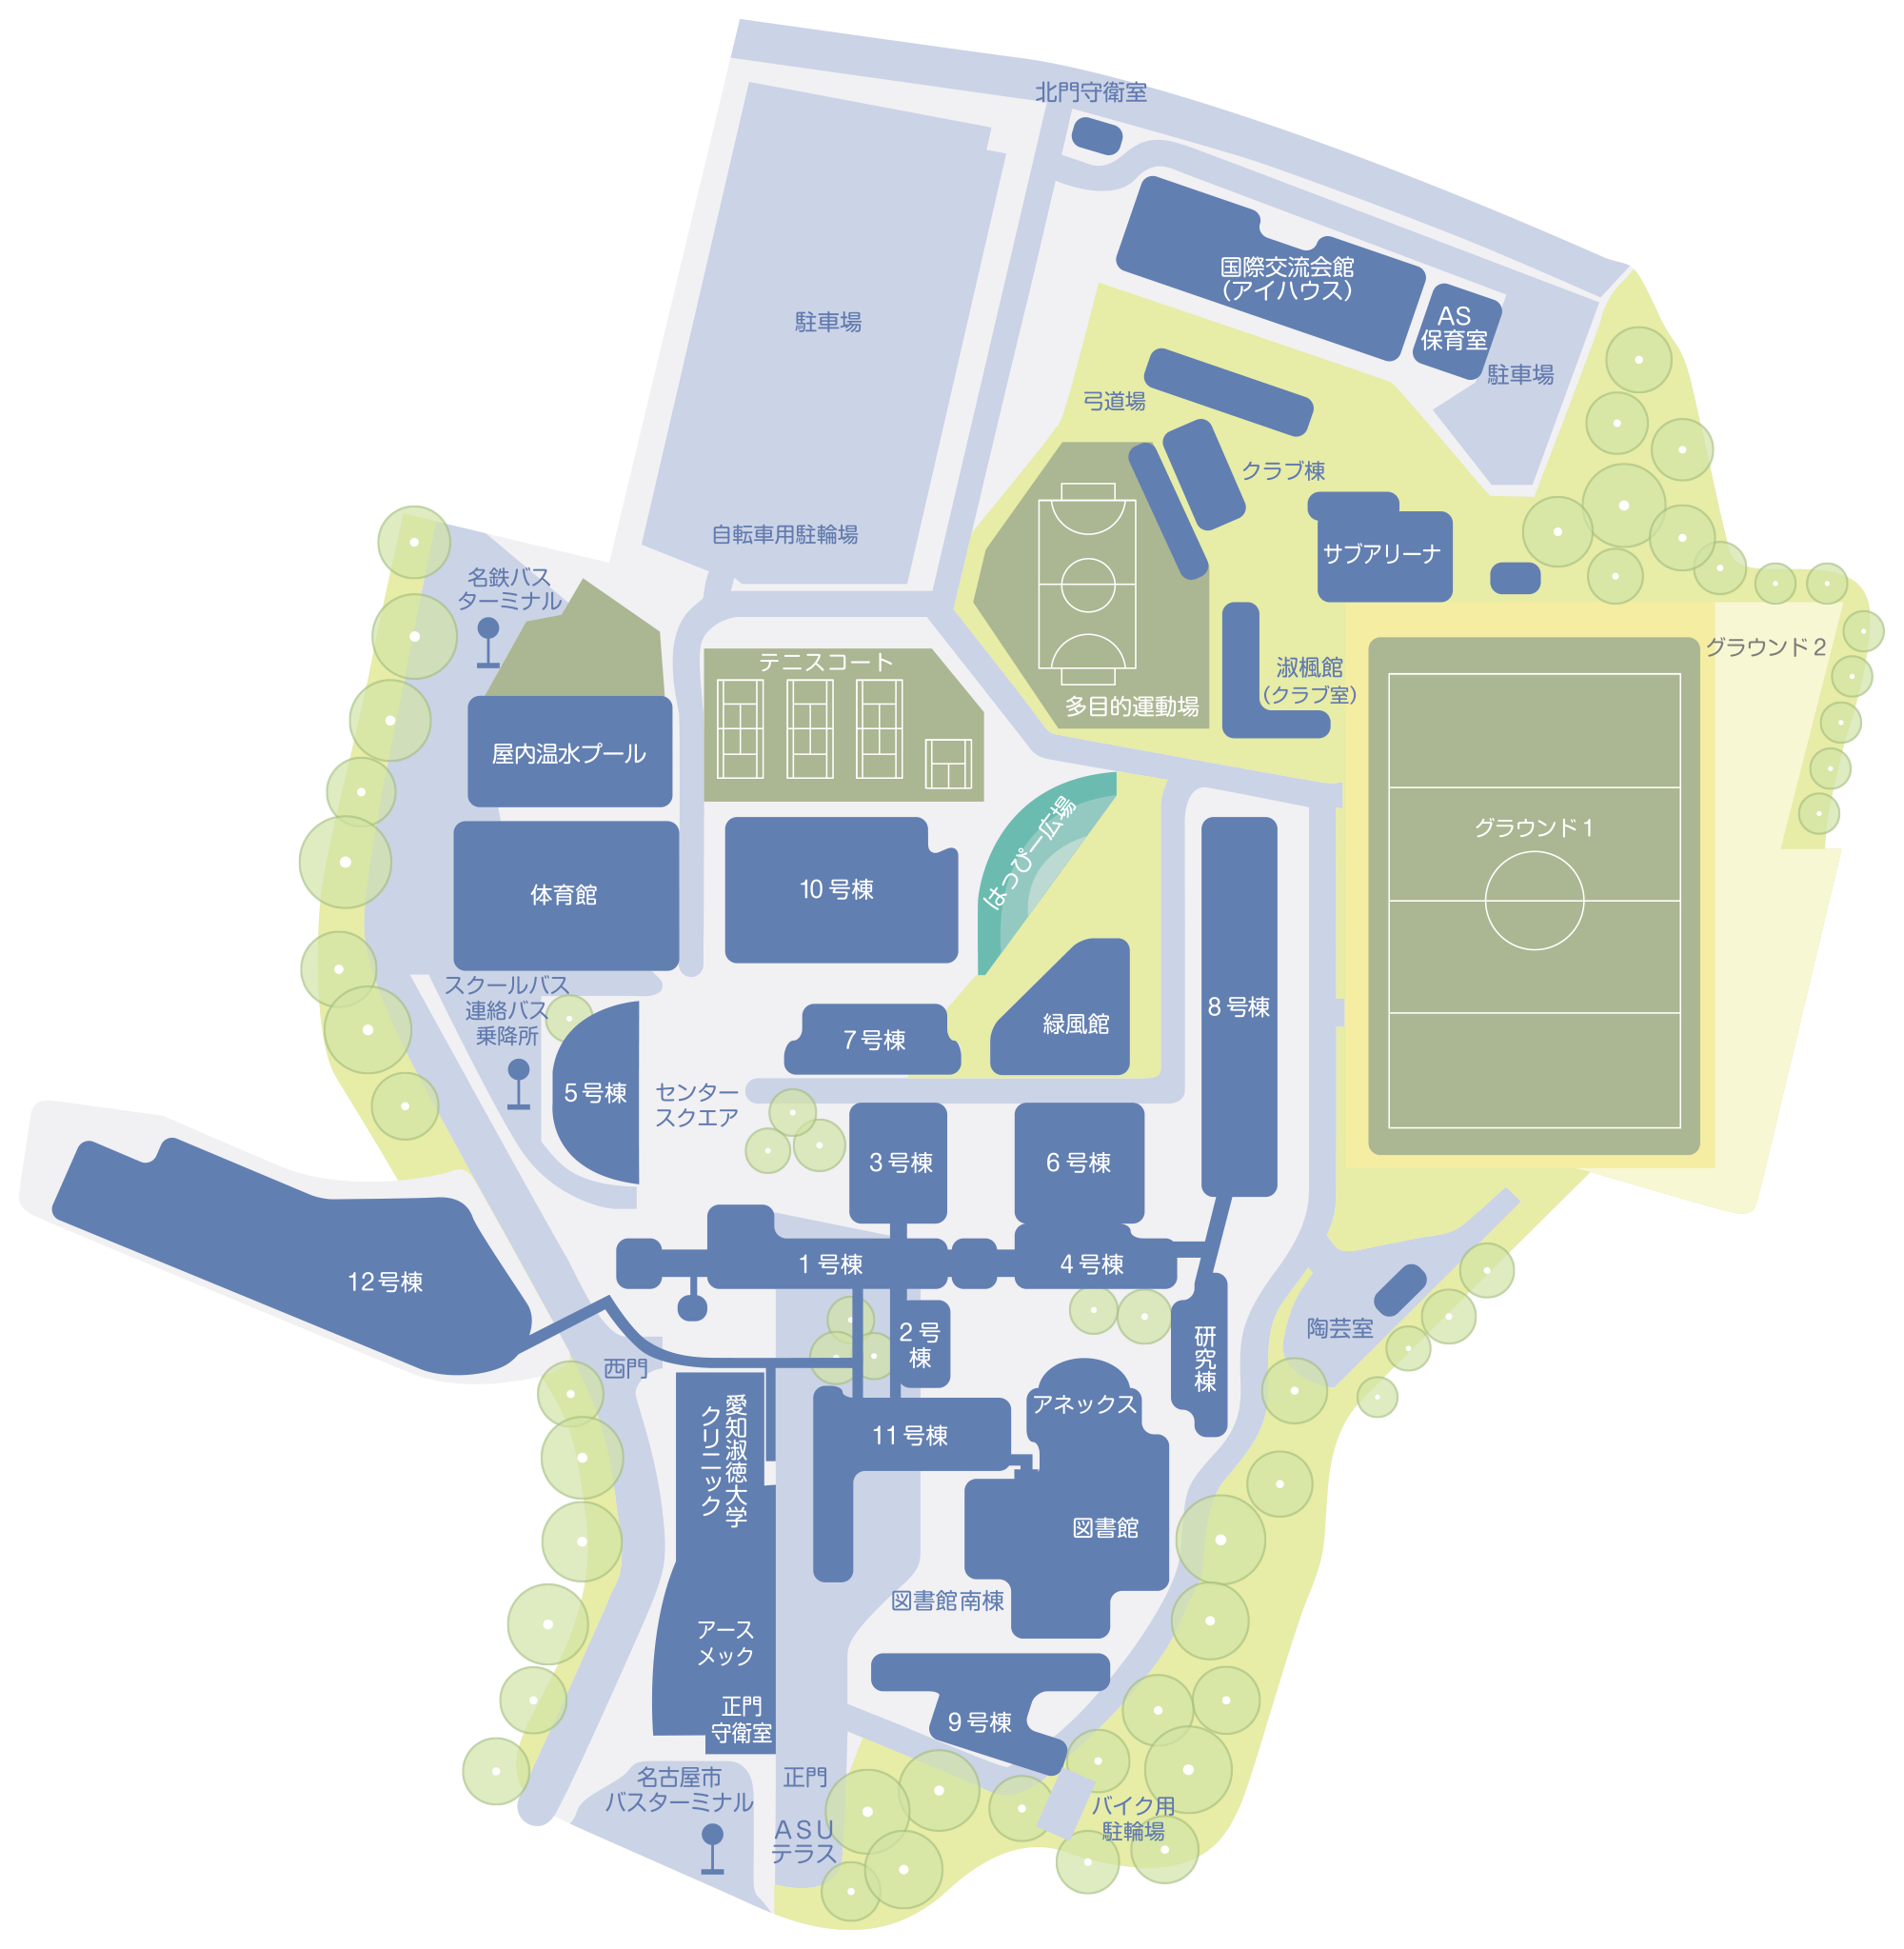 北門守衛室
国際交流会館
(アイハウス)
AS
保育室
駐車場
駐車場
弓道場
クラブ棟
自転車用駐輪場
サブアリーナ
名鉄バス
ターミナル
テニスコート
淑楓館
(クラブ室)
グラウンド2
多目的運動場
屋内温水プール
はっぴー広場
グラウンド1
体育館
10号棟
スクールバス
連絡バス
乗降所
7号棟
緑風館
8号棟
5号棟
センター
スクエア
3号棟
6号棟
12号棟
1号棟
4号棟
2号
棟
研究棟
陶芸室
西門
愛知淑徳大学
クリニック
アネックス
11号棟
図書館
図書館南棟
アース
メック
正門
守衛室
9号棟
名古屋市
バスターミナル
正門
バイク用
駐輪場
ASU
テラス